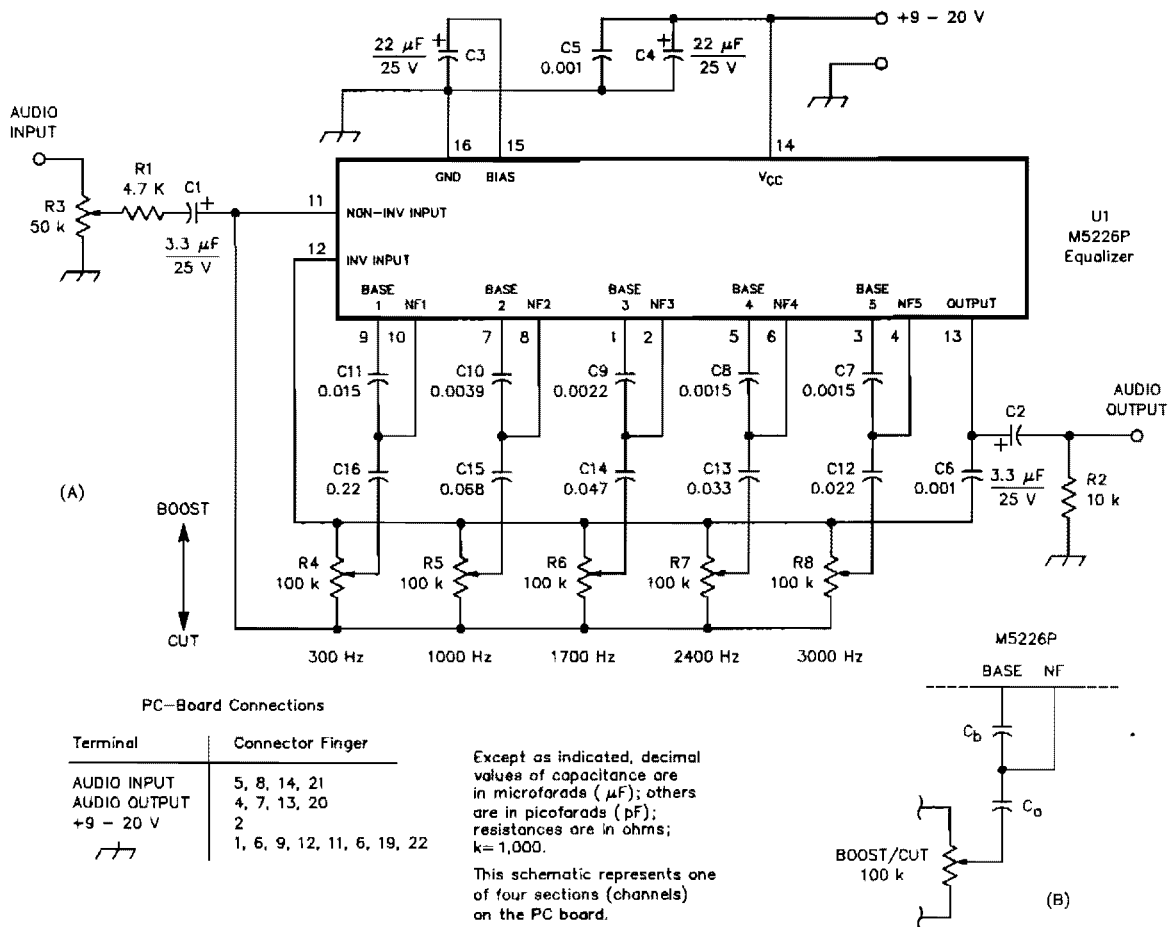 +9 - 20 V
22 µF
25 V
C3
C5
0.001
C4
22 µF
25 V
AUDIO
INPUT
16
15
14
R1
4.7 K
C1
GND
BIAS
VCC
R3
50 k
11
NON-INV INPUT
3.3 µF
25 V
12
INV INPUT
U1
M5226P
Equalizer
BASE
1
NF1
BASE
2
NF2
BASE
3
NF3
BASE
4
NF4
BASE
5
NF5
OUTPUT
9
10
7
8
1
2
5
6
3
4
13
C11
0.015
C10
0.0039
C9
0.0022
C8
0.0015
C7
0.0015
AUDIO
OUTPUT
C2
C16
0.22
C15
0.068
C14
0.047
C13
0.033
C12
0.022
C6
0.001
3.3 µF
25 V
R2
10 k
(A)
BOOST
CUT
R4
100 k
R5
100 k
R6
100 k
R7
100 k
R8
100 k
300 Hz
1000 Hz
1700 Hz
2400 Hz
3000 Hz
M5226P
BASE
NF
Cb
Ca
BOOST/CUT
100 k
(B)
PC-Board Connections
Terminal Connector Finger
AUDIO INPUT 5, 8, 14, 21
AUDIO OUTPUT 4, 7, 13, 20
+9 - 20 V 2
1, 6, 9, 12, 11, 6, 19, 22
Except as indicated, decimal
values of capacitance are
in microfarads ( µF); others
are in picofarads ( pF);
resistances are in ohms;
k=1,000.
This schematic represents one
of four sections (channels)
on the PC board.